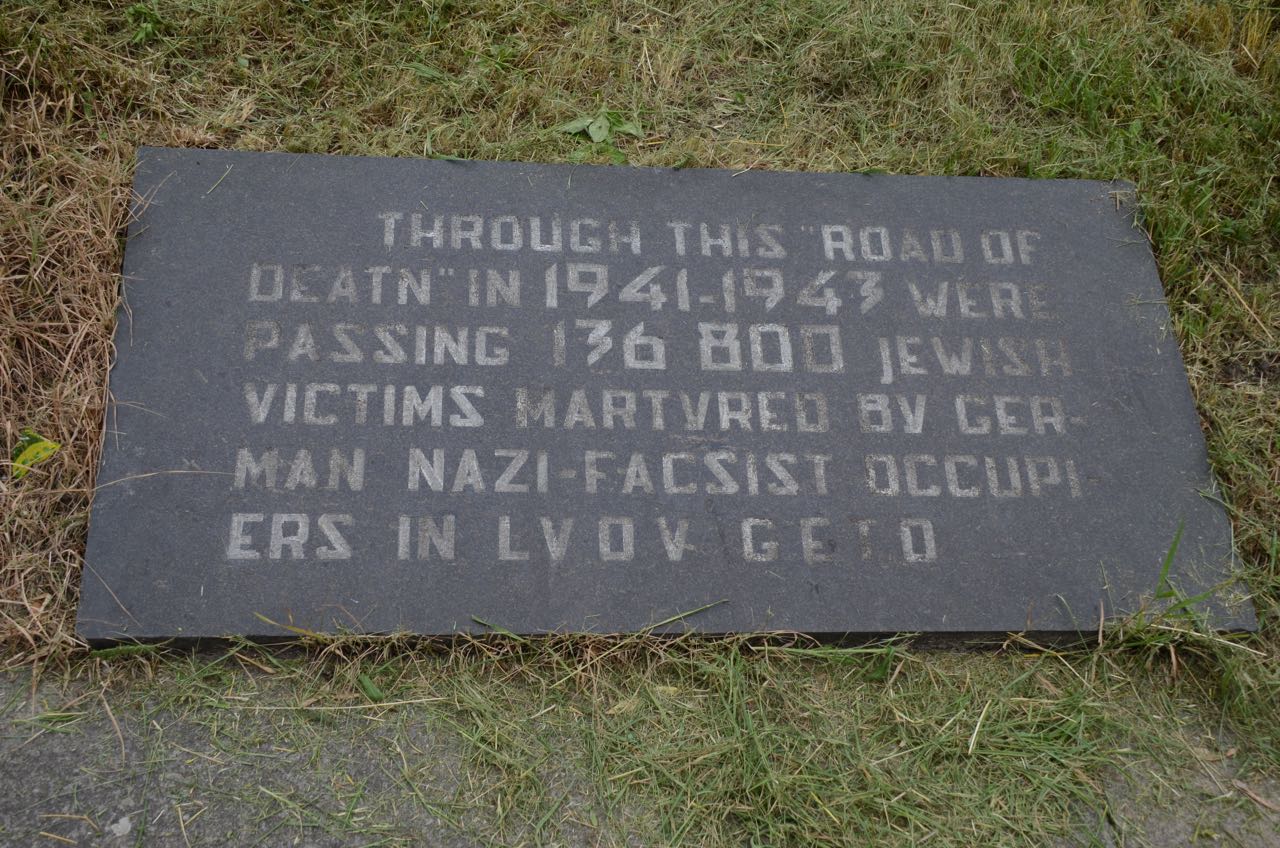 THROUGH THIS "ROAD OF
DEATN" IN 1941-1943 WERE
PASSING 136 800 JEWISH
VICTIMS MARTVRED BV GER-
MAN NAZI-FACSIST OCCUPI-
ERS IN LVOV GETO